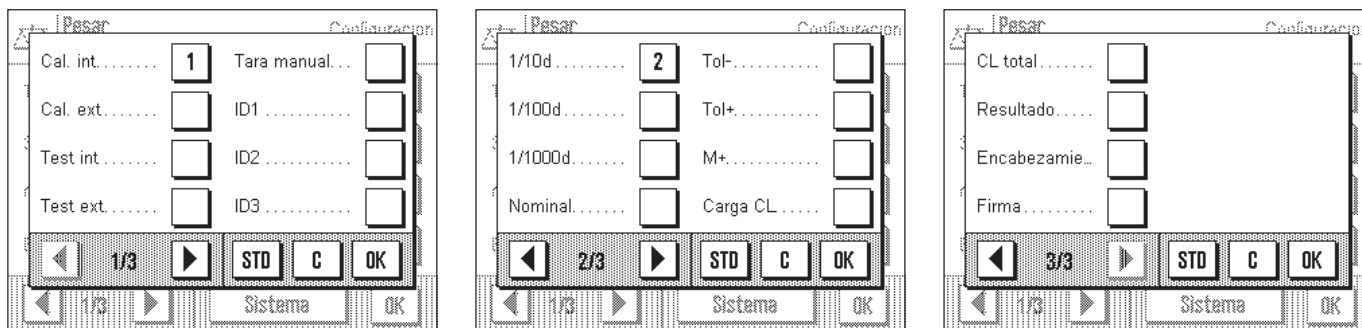 Pesar
Configuracion
Cal. int........ 1 Tara manual...
Cal. ext........ ID1 ............
Test int ........ ID2 ............
Test ext........ ID3 ............
1/3 STD C OK
1/3 Sistema OK
Pesar
Configuracion
1/10d.......... 2 Tol-............
1/100d......... Tol+...........
1/1000d........ M+.............
Nominal........ Carga CL......
2/3 STD C OK
1/3 Sistema OK
Pesar
Configuracion
CL total.......
Resultado.....
Encabezamie...
Firma..........
3/3 STD C OK
1/3 Sistema OK